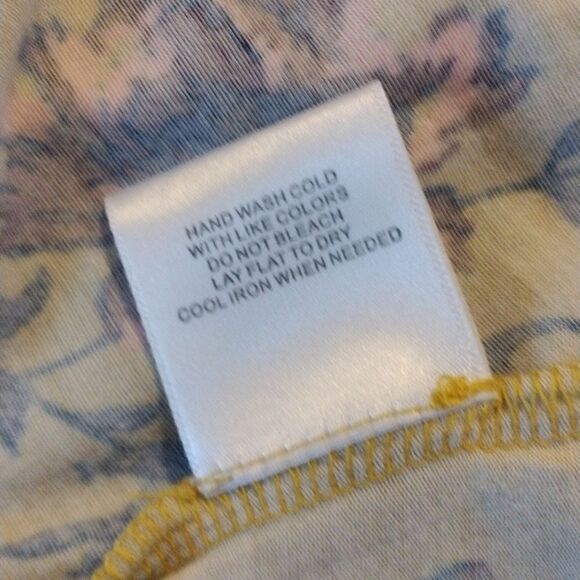 HAND WASH COLD
WITH LIKE COLORS
DO NOT BLEACH
LAY FLAT TO DRY
COOL IRON WHEN NEEDED